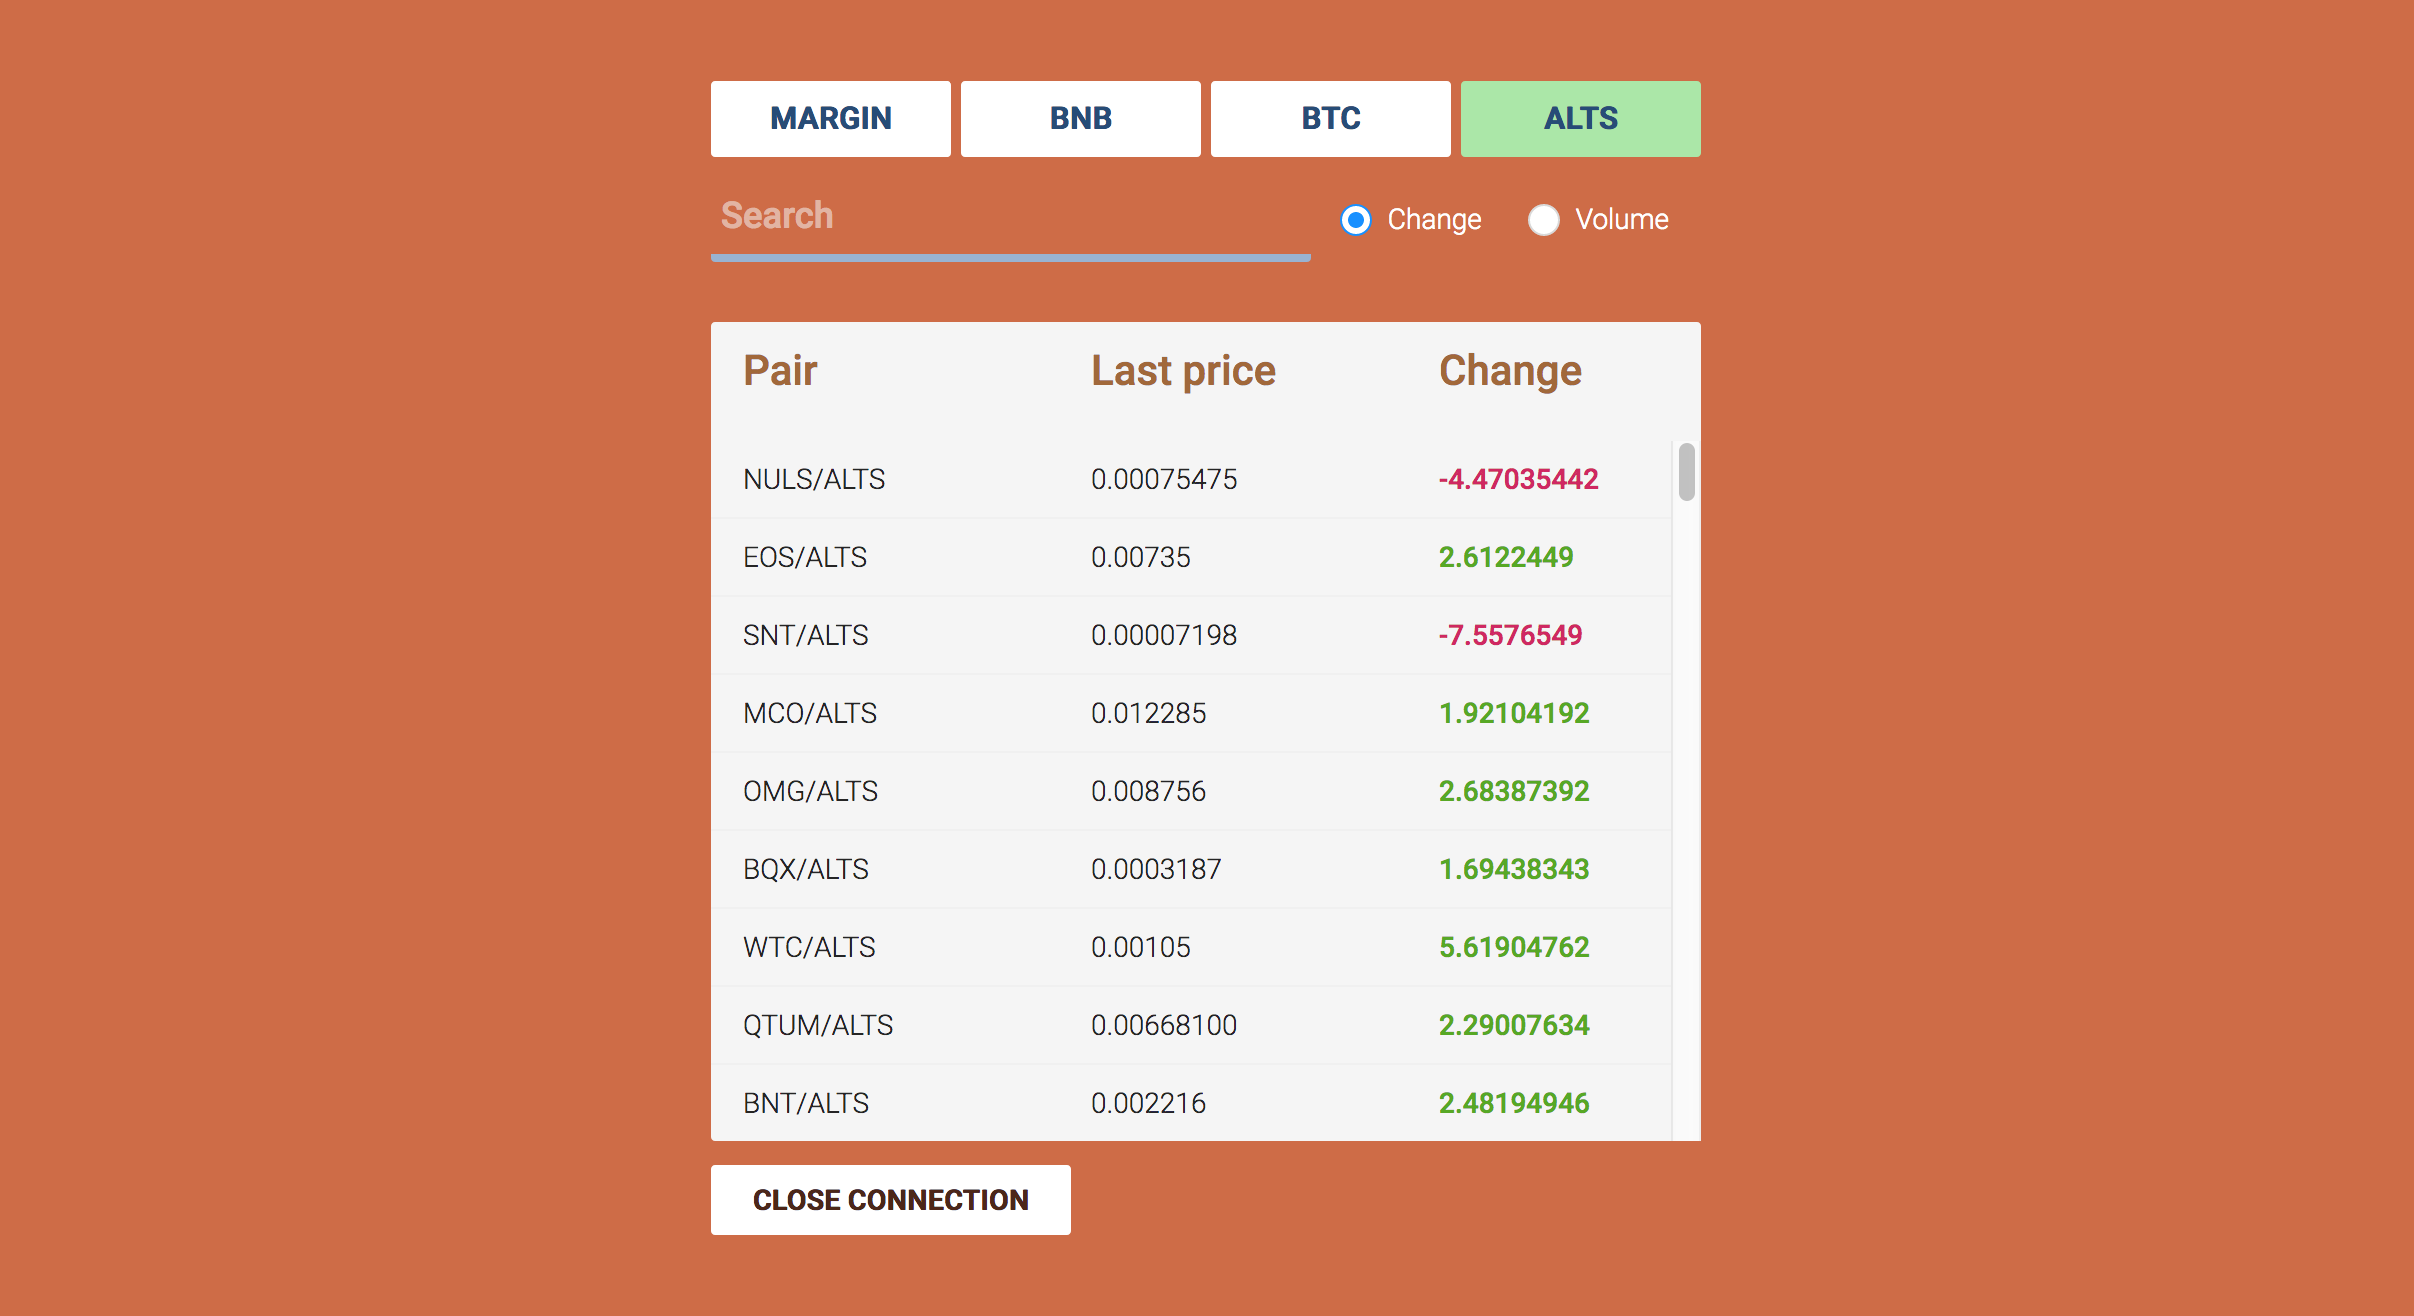 MARGIN BNB BTC ALTS
Search Change Volume
Pair Last price Change
NULS/ALTS 0.00075475 -4.47035442
EOS/ALTS 0.00735 2.6122449
SNT/ALTS 0.00007198 -7.5576549
MCO/ALTS 0.012285 1.92104192
OMG/ALTS 0.008756 2.68387392
BQX/ALTS 0.0003187 1.69438343
WTC/ALTS 0.00105 5.61904762
QTUM/ALTS 0.00668100 2.29007634
BNT/ALTS 0.002216 2.48194946
CLOSE CONNECTION